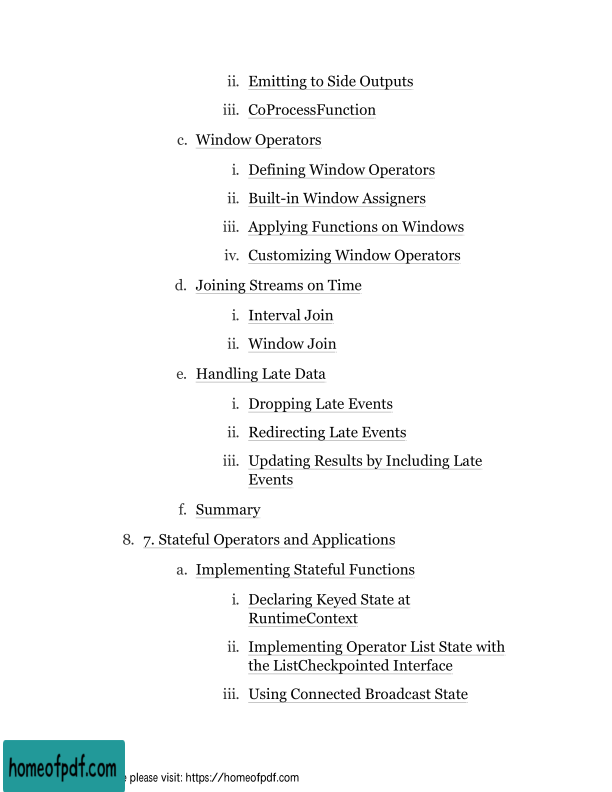 ii. Emitting to Side Outputs
iii. CoProcessFunction
c. Window Operators
i. Defining Window Operators
ii. Built-in Window Assigners
iii. Applying Functions on Windows
iv. Customizing Window Operators
d. Joining Streams on Time
i. Interval Join
ii. Window Join
e. Handling Late Data
i. Dropping Late Events
ii. Redirecting Late Events
iii. Updating Results by Including Late
Events
f. Summary
8. 7. Stateful Operators and Applications
a. Implementing Stateful Functions
i. Declaring Keyed State at
RuntimeContext
ii. Implementing Operator List State with
the ListCheckpointed Interface
iii. Using Connected Broadcast State
homeofpdf.com
please visit: https://homeofpdf.com